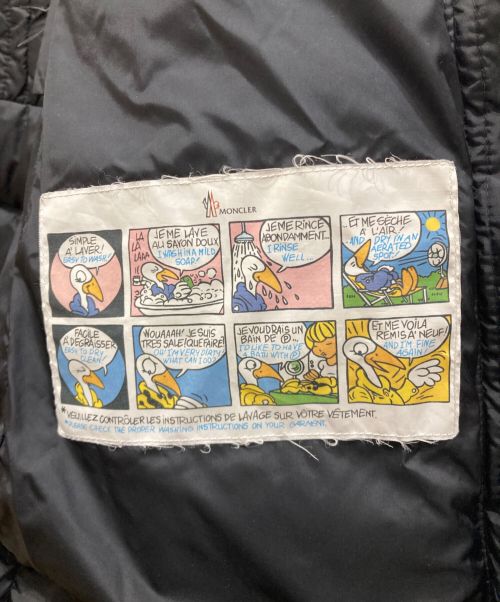 MONCLER
SIMPLE
A' LAVER!
EASY TO WASH!
LA
LA
LAAA
JE ME LAVE
AU SAYON DOUX
I WASH IN A MILD
SOAP!
JE ME RINCE
ABONDAMMENT...
I RINSE
WELL...
...ET ME SÈCHE
A' L'AIR!
AND DRY IN AN
AERATED
SPOT!
FACILE
A' DEGRAISSER
EASY TO DRY
CLEAN!
WOUAAAH! JE SUIS
TRES SALE! QUE FAIRE!
OH! I'M VERY DIRTY
WHAT CAN I DO?
JE VOUDRAIS UN
BAIN DE P...
I'D LIKE TO HAVE
A BATH WITH P
ET ME VOILA
REMIS A' NEUF!
AND I'M FINE
AGAIN!
*VEUILLEZ CONTRÔLER LES INSTRUCTIONS DE LAVAGE SUR VÔTRE VÊTEMENT.
*PLEASE CHECK THE PROPER WASHING INSTRUCTIONS ON YOUR GARMENT.